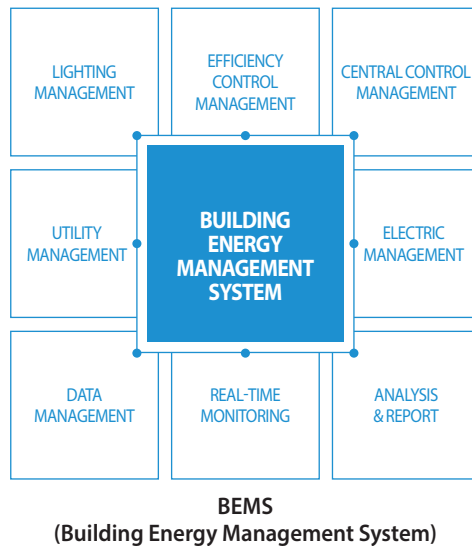 LIGHTING
MANAGEMENT
EFFICIENCY
CONTROL
MANAGEMENT
CENTRAL CONTROL
MANAGEMENT
UTILITY
MANAGEMENT
BUILDING
ENERGY
MANAGEMENT
SYSTEM
ELECTRIC
MANAGEMENT
DATA
MANAGEMENT
REAL-TIME
MONITORING
ANALYSIS
& REPORT
BEMS
(Building Energy Management System)